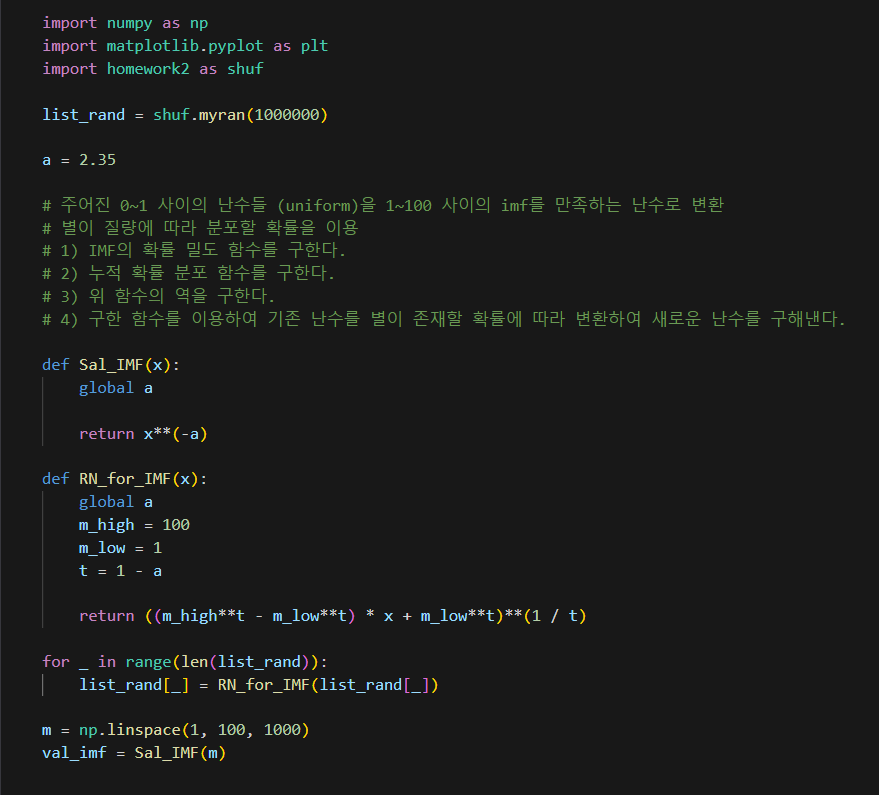 import numpy as np
import matplotlib.pyplot as plt
import homework2 as shuf
list_rand = shuf.myran(1000000)
a = 2.35
# 주어진 0~1 사이의 난수들 (uniform)을 1~100 사이의 imf를 만족하는 난수로 변환
# 별이 질량에 따라 분포할 확률을 이용
# 1) IMF의 확률 밀도 함수를 구한다.
# 2) 누적 확률 분포 함수를 구한다.
# 3) 위 함수의 역을 구한다.
# 4) 구한 함수를 이용하여 기존 난수를 별이 존재할 확률에 따라 변환하여 새로운 난수를 구해낸다.
def Sal_IMF(x):
    global a
    return x**(-a)
def RN_for_IMF(x):
    global a
    m_high = 100
    m_low = 1
    t = 1 - a
    return ((m_high**t - m_low**t) * x + m_low**t)**(1 / t)
for _ in range(len(list_rand)):
    list_rand[_] = RN_for_IMF(list_rand[_])
m = np.linspace(1, 100, 1000)
val_imf = Sal_IMF(m)